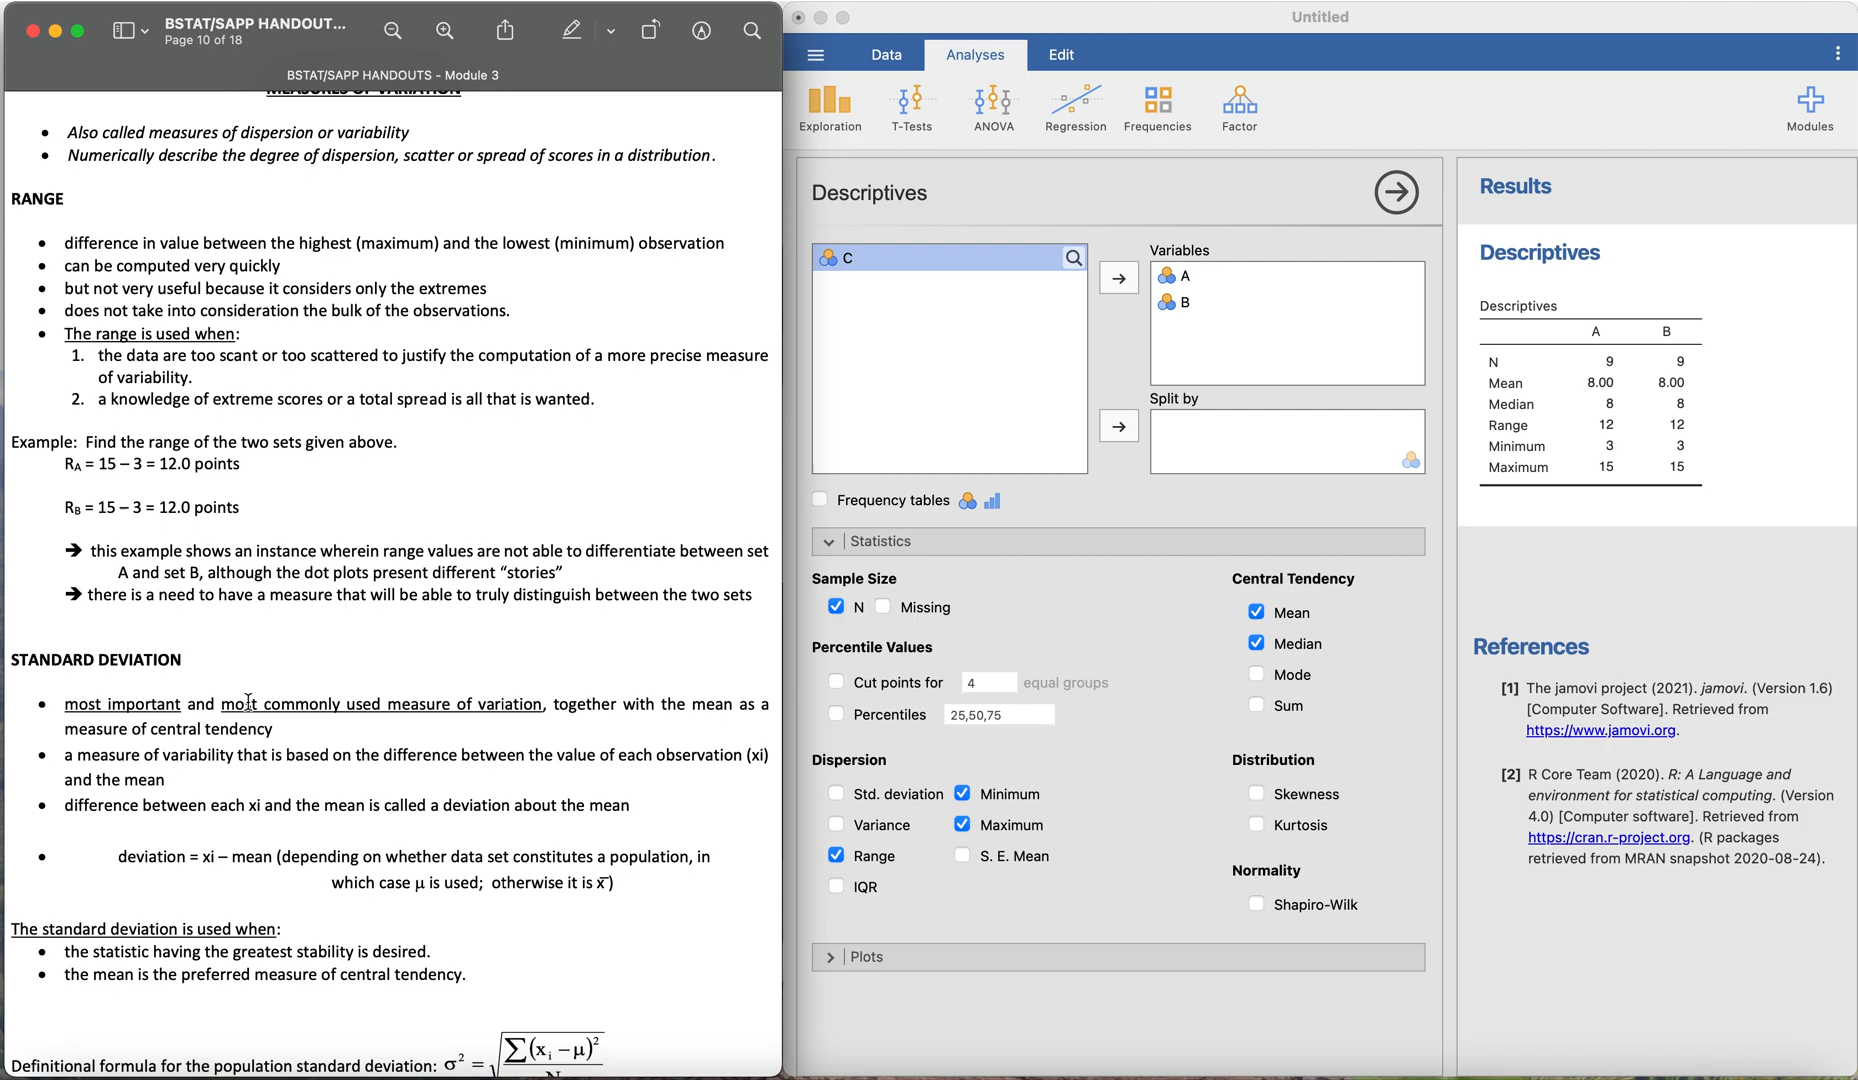 BSTAT/SAPP HANDOUT...
Page 10 of 18
BSTAT/SAPP HANDOUTS - Module 3
MEASURES OF VARIATION
• Also called measures of dispersion or variability
• Numerically describe the degree of dispersion, scatter or spread of scores in a distribution.
RANGE
• difference in value between the highest (maximum) and the lowest (minimum) observation
• can be computed very quickly
• but not very useful because it considers only the extremes
• does not take into consideration the bulk of the observations.
• The range is used when:
1. the data are too scant or too scattered to justify the computation of a more precise measure
of variability.
2. a knowledge of extreme scores or a total spread is all that is wanted.
Example: Find the range of the two sets given above.
RA = 15 – 3 = 12.0 points
RB = 15 – 3 = 12.0 points
➔ this example shows an instance wherein range values are not able to differentiate between set
A and set B, although the dot plots present different “stories”
➔ there is a need to have a measure that will be able to truly distinguish between the two sets
STANDARD DEVIATION
• most important and most commonly used measure of variation, together with the mean as a
measure of central tendency
• a measure of variability that is based on the difference between the value of each observation (xi)
and the mean
• difference between each xi and the mean is called a deviation about the mean
• deviation = xi – mean (depending on whether data set constitutes a population, in
which case μ is used; otherwise it is x̅)
The standard deviation is used when:
• the statistic having the greatest stability is desired.
• the mean is the preferred measure of central tendency.
Definitional formula for the population standard deviation: σ² = √(∑(xᵢ – μ)² / N
Untitled
Data Analyses Edit
Exploration T-Tests ANOVA Regression Frequencies Factor Modules
Descriptives
C
Variables
A
B
Split by
Frequency tables
Statistics
Sample Size
N Missing
Percentile Values
Cut points for 4 equal groups
Percentiles 25,50,75
Dispersion
Std. deviation Minimum
Variance Maximum
Range S. E. Mean
IQR
Central Tendency
Mean
Median
Mode
Sum
Distribution
Skewness
Kurtosis
Normality
Shapiro-Wilk
Plots
Results
Descriptives
Descriptives
A B
N 9 9
Mean 8.00 8.00
Median 8 8
Range 12 12
Minimum 3 3
Maximum 15 15
References
[1] The jamovi project (2021). jamovi. (Version 1.6)
[Computer Software]. Retrieved from
https://www.jamovi.org.
[2] R Core Team (2020). R: A Language and
environment for statistical computing. (Version
4.0) [Computer software]. Retrieved from
https://cran.r-project.org. (R packages
retrieved from MRAN snapshot 2020-08-24).